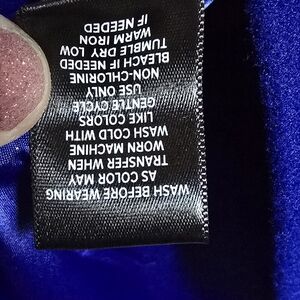 WASH BEFORE WEARING
AS COLOR MAY
TRANSFER WHEN
WORN MACHINE
WASH COLD WITH
LIKE COLORS
GENTLE CYCLE
USE ONLY
NON-CHLORINE
BLEACH IF NEEDED
TUMBLE DRY LOW
WARM IRON
IF NEEDED